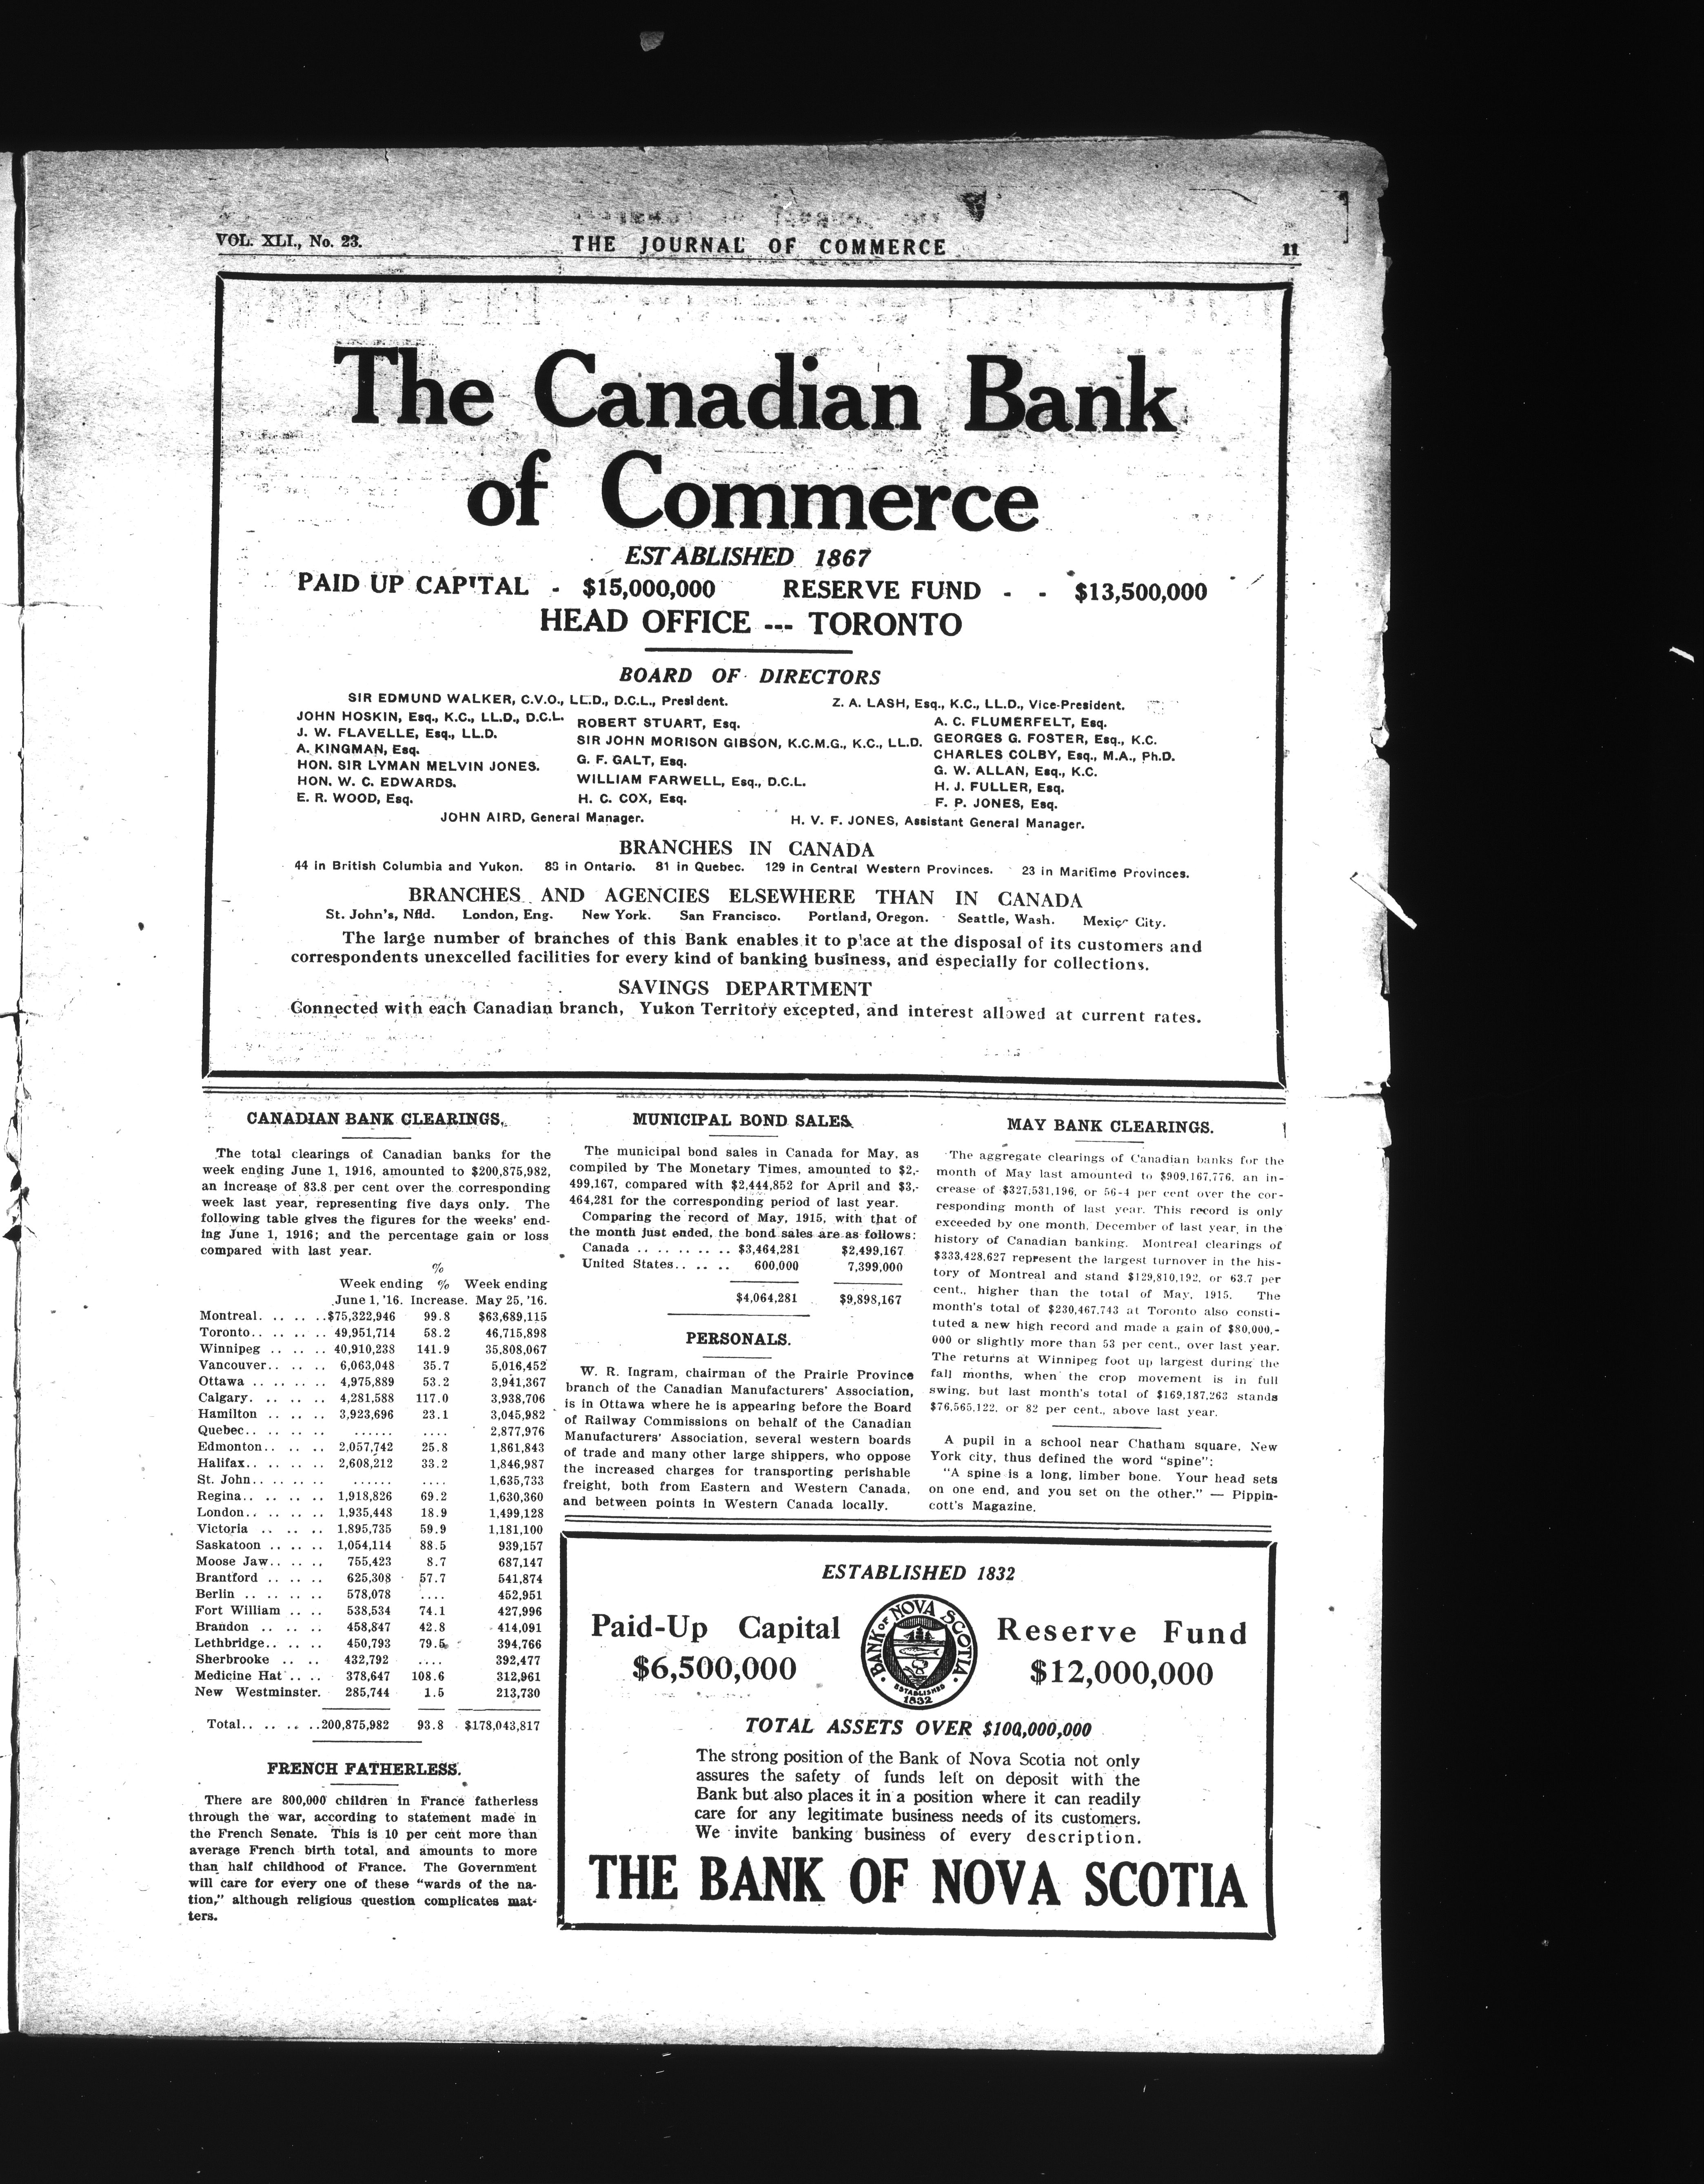 VOL. XLI., No. 23.
THE JOURNAL OF COMMERCE
11
The Canadian Bank
of Commerce
ESTABLISHED 1867
PAID UP CAPITAL - $15,000,000 RESERVE FUND - - $13,500,000
HEAD OFFICE --- TORONTO
BOARD OF DIRECTORS
SIR EDMUND WALKER, C.V.O., LL.D., D.C.L., President. Z. A. LASH, Esq., K.C., LL.D., Vice-President.
JOHN HOSKIN, Esq., K.C., LL.D., D.C.L.
J. W. FLAVELLE, Esq., LL.D.
A. KINGMAN, Esq.
HON. SIR LYMAN MELVIN JONES.
HON. W. C. EDWARDS.
E. R. WOOD, Esq.
ROBERT STUART, Esq.
SIR JOHN MORISON GIBSON, K.C.M.G., K.C., LL.D.
G. F. GALT, Esq.
WILLIAM FARWELL, Esq., D.C.L.
H. C. COX, Esq.
A. C. FLUMERFELT, Esq.
GEORGES G. FOSTER, Esq., K.C.
CHARLES COLBY, Esq., M.A., Ph.D.
G. W. ALLAN, Esq., K.C.
H. J. FULLER, Esq.
F. P. JONES, Esq.
JOHN AIRD, General Manager. H. V. F. JONES, Assistant General Manager.
BRANCHES IN CANADA
44 in British Columbia and Yukon. in Ontario. 81 in Quebec. 129 in Central Western Provinces. 23 in Maritime Provinces.
BRANCHES AND AGENCIES ELSEWHERE THAN IN CANADA
St. John's, Nfld. London, Eng. New York. San Francisco. Portland, Oregon. Seattle, Wash. Mexico City.
The large number of branches of this Bank enables it to place at the disposal of its customers and
correspondents unexcelled facilities for every kind of banking business, and especially for collections.
SAVINGS DEPARTMENT
Connected with each Canadian branch, Yukon Territory excepted, and interest allowed at current rates.
CANADIAN BANK CLEARINGS.
The total clearings of Canadian banks for the
week ending June 1, 1916, amounted to $200,875,982,
an increase of 83.8 per cent over the corresponding
week last year, representing five days only. The
following table gives the figures for the weeks' end-
ing June 1, 1916; and the percentage gain or loss
compared with last year.
%
Week ending % Week ending
June 1, '16. Increase. May 25, '16.
Montreal. .. .. ..$75,322,946 99.8 $63,689,115
Toronto.. .. .. .. 49,951,714 58.2 46,715,898
Winnipeg .. .. .. 40,910,238 141.9 35,808,067
Vancouver.. .. .. 6,063,048 35.7 5,016,452
Ottawa .. .. .. .. 4,975,889 53.2 3,941,367
Calgary. .. .. .. 4,281,588 117.0 3,938,706
Hamilton .. .. .. 3,923,696 23.1 3,045,982
Quebec.. .. .. .. ...... .... 2,877,976
Edmonton.. .. .. 2,057,742 25.8 1,861,843
Halifax.. .. .. .. 2,608,212 33.2 1,846,987
St. John.. .. .. .. ...... .... 1,635,733
Regina.. .. .. .. 1,918,826 69.2 1,630,360
London.. .. .. .. 1,935,448 18.9 1,499,128
Victoria .. .. .. 1,895,735 59.9 1,181,100
Saskatoon .. .. .. 1,054,114 88.5 939,157
Moose Jaw.. .. .. 755,423 8.7 687,147
Brantford .. .. .. 625,308 57.7 541,874
Berlin .. .. .. .. 578,078 .... 452,951
Fort William .. .. 538,534 74.1 427,996
Brandon .. .. .. 458,847 42.8 414,091
Lethbridge.. .. .. 450,793 79.5 394,766
Sherbrooke .. .. 432,792 .... 392,477
Medicine Hat .. .. 378,647 108.6 312,961
New Westminster. 285,744 1.5 213,730
Total.. .. .. ..200,875,982 93.8 $178,043,817
FRENCH FATHERLESS.
There are 800,000 children in France fatherless
through the war, according to statement made in
the French Senate. This is 10 per cent more than
average French birth total, and amounts to more
than half childhood of France. The Government
will care for every one of these "wards of the na-
tion," although religious question complicates mat-
ters.
MUNICIPAL BOND SALES.
The municipal bond sales in Canada for May, as
compiled by The Monetary Times, amounted to $2,-
499,167, compared with $2,444,852 for April and $3,-
464,281 for the corresponding period of last year.
Comparing the record of May, 1915, with that of
the month just ended, the bond sales are as follows:
Canada .. .. .. .. .. $3,464,281 $2,499,167
United States.. .. .. 600,000 7,399,000
$4,064,281 $9,898,167
PERSONALS.
W. R. Ingram, chairman of the Prairie Province
branch of the Canadian Manufacturers' Association,
is in Ottawa where he is appearing before the Board
of Railway Commissions on behalf of the Canadian
Manufacturers' Association, several western boards
of trade and many other large shippers, who oppose
the increased charges for transporting perishable
freight, both from Eastern and Western Canada,
and between points in Western Canada locally.
MAY BANK CLEARINGS.
The aggregate clearings of Canadian banks for the
month of May last amounted to $909,167,776, an in-
crease of $327,531,196, or 56-4 per cent over the cor-
responding month of last year. This record is only
exceeded by one month, December of last year, in the
history of Canadian banking. Montreal clearings of
$333,428,627 represent the largest turnover in the his-
tory of Montreal and stand $129,810,192, or 63.7 per
cent., higher than the total of May, 1915. The
month's total of $230,467,743 at Toronto also consti-
tuted a new high record and made a gain of $80,000,-
000 or slightly more than 53 per cent., over last year.
The returns at Winnipeg foot up largest during the
fall months, when the crop movement is in full
swing, but last month's total of $169,187,263 stands
$76,565,122, or 82 per cent., above last year.
A pupil in a school near Chatham square, New
York city, thus defined the word "spine":
"A spine is a long, limber bone. Your head sets
on one end, and you set on the other." — Pippin-
cott's Magazine.
ESTABLISHED 1832
Paid-Up Capital
$6,500,000
BANK OF NOVA SCOTIA
ESTABLISHED
1832
Reserve Fund
$12,000,000
TOTAL ASSETS OVER $100,000,000
The strong position of the Bank of Nova Scotia not only
assures the safety of funds left on deposit with the
Bank but also places it in a position where it can readily
care for any legitimate business needs of its customers.
We invite banking business of every description.
THE BANK OF NOVA SCOTIA